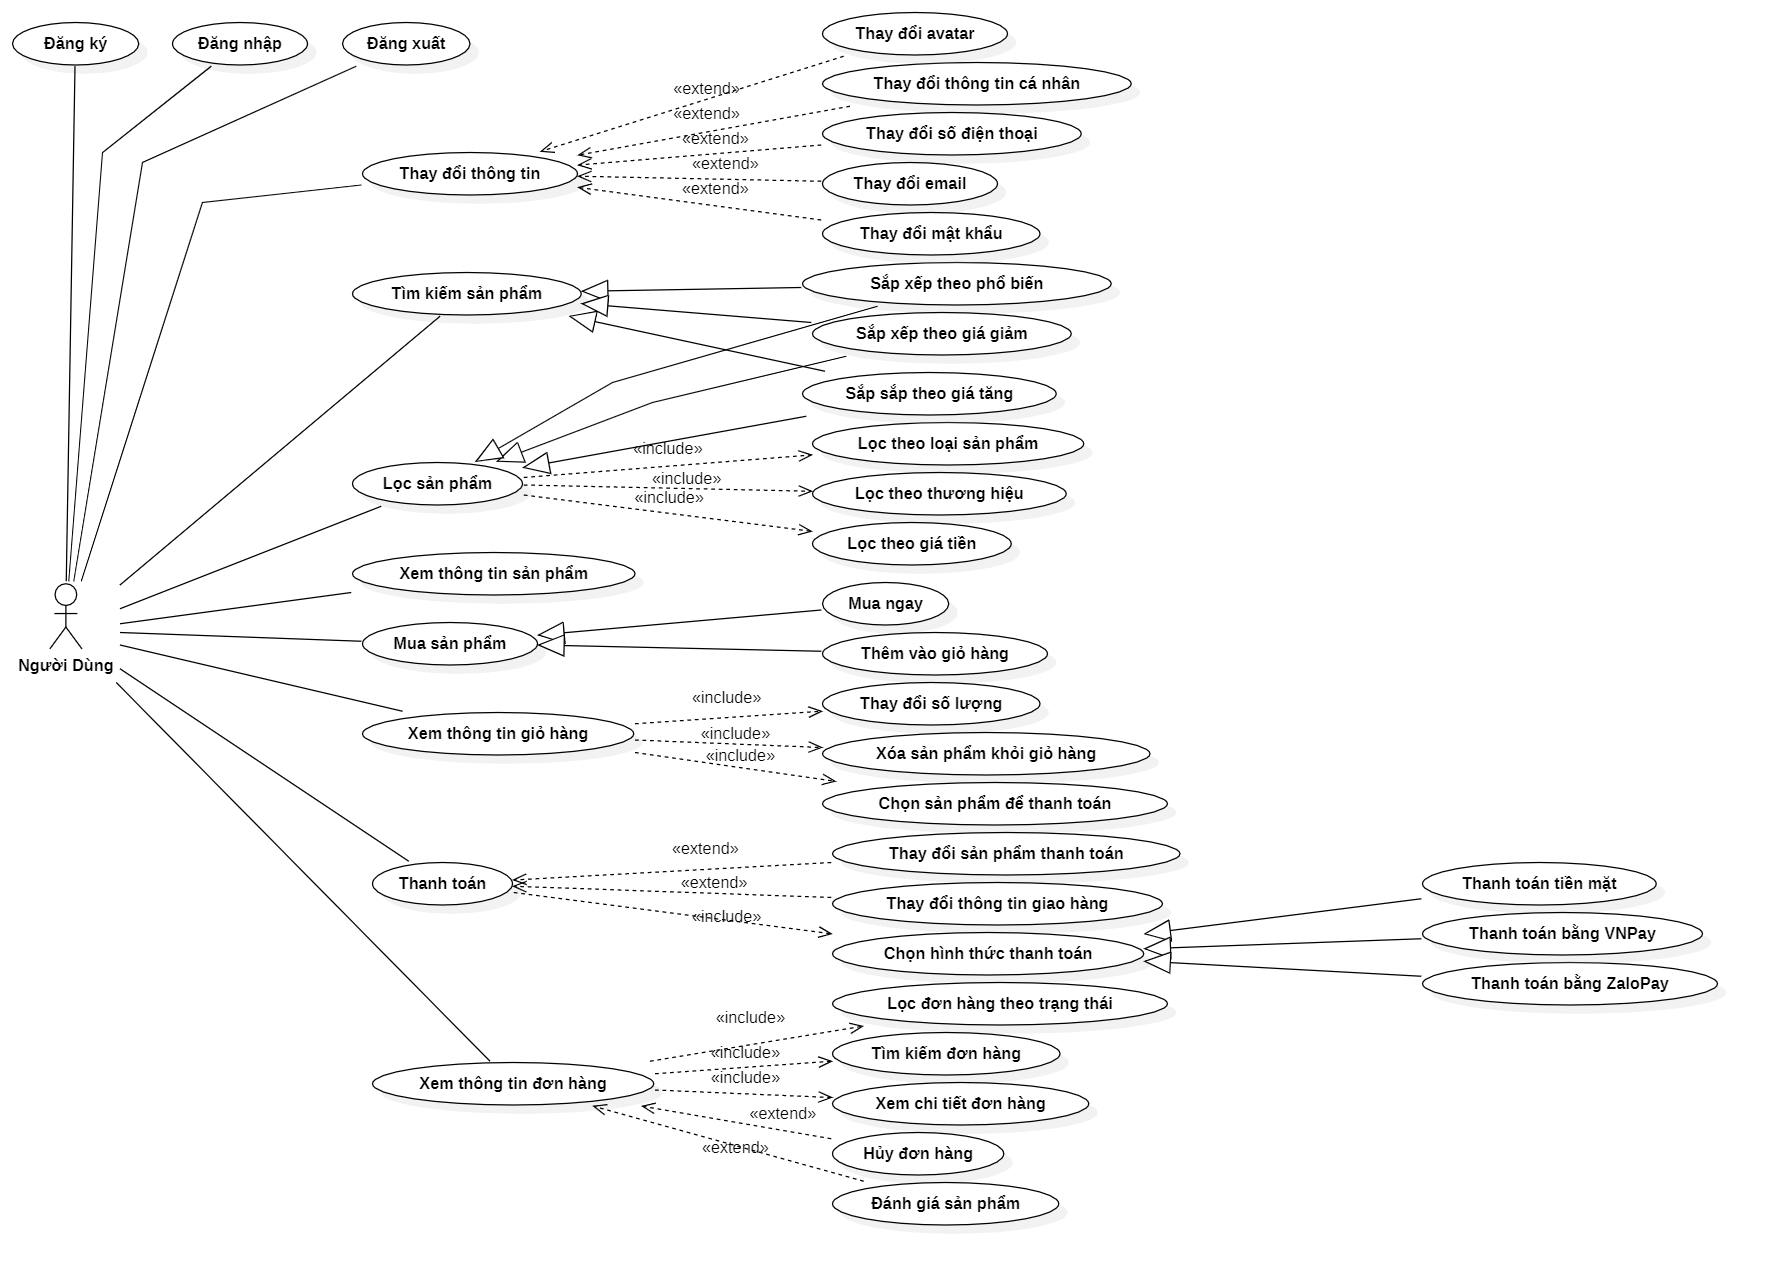 Đăng ký
Đăng nhập
Đăng xuất
Thay đổi avatar
«extend»
Thay đổi thông tin cá nhân
«extend»
Thay đổi số điện thoại
«extend»
Thay đổi thông tin
«extend»
Thay đổi email
«extend»
Thay đổi mật khẩu
Tìm kiếm sản phẩm
Sắp xếp theo phổ biến
Sắp xếp theo giá giảm
Sắp sắp theo giá tăng
«include»
Lọc theo loại sản phẩm
Lọc sản phẩm
«include»
Lọc theo thương hiệu
«include»
Lọc theo giá tiền
Xem thông tin sản phẩm
Mua ngay
Mua sản phẩm
Thêm vào giỏ hàng
Người Dùng
«include»
Thay đổi số lượng
Xem thông tin giỏ hàng
«include»
Xóa sản phẩm khỏi giỏ hàng
«include»
Chọn sản phẩm để thanh toán
«extend»
Thay đổi sản phẩm thanh toán
Thanh toán
«extend»
Thay đổi thông tin giao hàng
«include»
Chọn hình thức thanh toán
Thanh toán tiền mặt
Thanh toán bằng VNPay
Thanh toán bằng ZaloPay
Lọc đơn hàng theo trạng thái
«include»
Tìm kiếm đơn hàng
«include»
Xem thông tin đơn hàng
«include»
Xem chi tiết đơn hàng
«extend»
Hủy đơn hàng
«extend»
Đánh giá sản phẩm